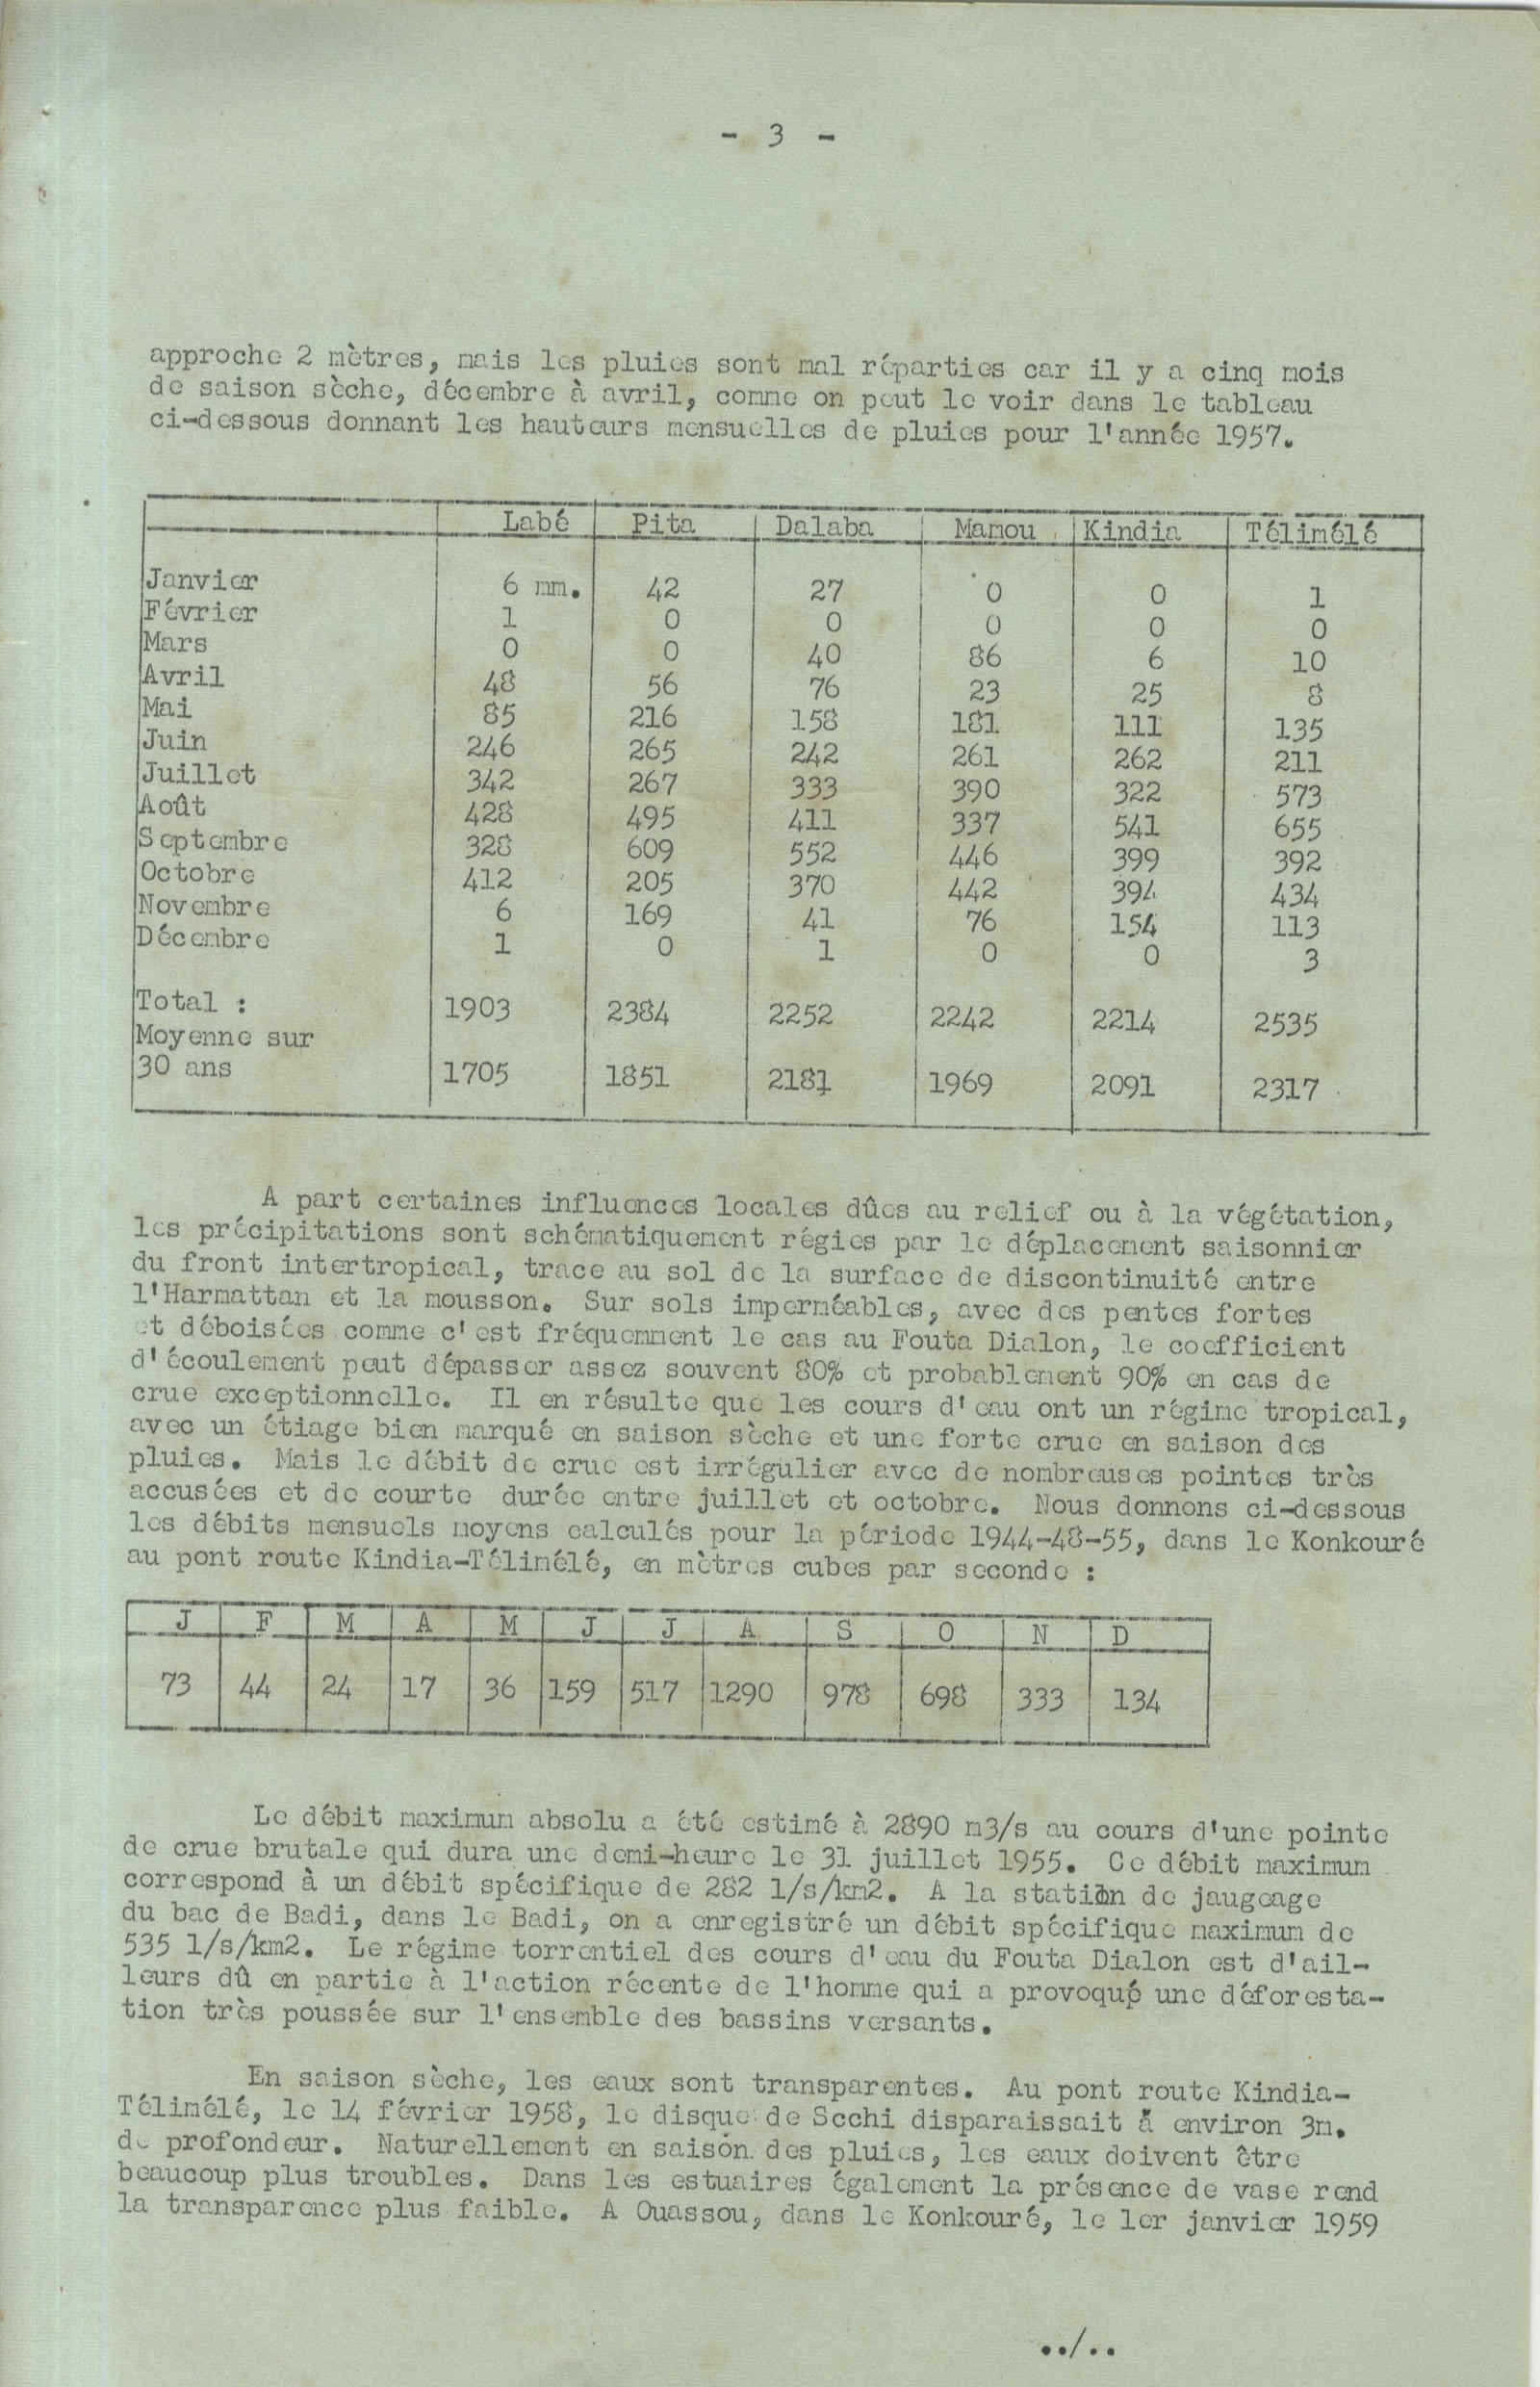 - 3 -
approche 2 mètres, mais les pluies sont mal réparties car il y a cinq mois
de saison sèche, décembre à avril, comme on peut le voir dans le tableau
ci-dessous donnant les hauteurs mensuelles de pluies pour l'année 1957.
Labé Pita Dalaba Mamou Kindia Télimélé
Janvier 6 mm. 42 27 0 0 1
Février 1 0 0 0 0 0
Mars 0 0 40 86 6 10
Avril 48 56 76 23 25 8
Mai 85 216 158 181 111 135
Juin 246 265 242 261 262 211
Juillet 342 267 333 390 322 573
Août 428 495 411 337 541 655
Septembre 328 609 552 446 399 392
Octobre 412 205 370 442 394 434
Novembre 6 169 41 76 154 113
Décembre 1 0 1 0 0 3
Total : 1903 2384 2252 2242 2214 2535
Moyenne sur
30 ans 1705 1851 2181 1969 2091 2317
A part certaines influences locales dûes au relief ou à la végétation,
les précipitations sont schématiquement régies par le déplacement saisonnier
du front intertropical, trace au sol de la surface de discontinuité entre
l'Harmattan et la mousson. Sur sols imperméables, avec des pentes fortes
et déboisées comme c'est fréquemment le cas au Fouta Dialon, le coefficient
d'écoulement peut dépasser assez souvent 80% et probablement 90% en cas de
crue exceptionnelle. Il en résulte que les cours d'eau ont un régime tropical,
avec un étiage bien marqué en saison sèche et une forte crue en saison des
pluies. Mais le débit de crue est irrégulier avec de nombreuses pointes très
accusées et de courte durée entre juillet et octobre. Nous donnons ci-dessous
les débits mensuels moyens calculés pour la période 1944-48-55, dans le Konkouré
au pont route Kindia-Télimélé, en mètres cubes par seconde :
J F M A M J J A S O N D
73 44 24 17 36 159 517 1290 978 698 333 134
Le débit maximum absolu a été estimé à 2890 m3/s au cours d'une pointe
de crue brutale qui dura une demi-heure le 31 juillet 1955. Ce débit maximum
correspond à un débit spécifique de 282 l/s/km2. A la station de jaugeage
du bac de Badi, dans le Badi, on a enregistré un débit spécifique maximum de
535 l/s/km2. Le régime torrentiel des cours d'eau du Fouta Dialon est d'ail-
leurs dû en partie à l'action récente de l'homme qui a provoqué une déforesta-
tion très poussée sur l'ensemble des bassins versants.
En saison sèche, les eaux sont transparentes. Au pont route Kindia-
Télimélé, le 14 février 1958, le disque de Secchi disparaissait à environ 3m.
de profondeur. Naturellement en saison des pluies, les eaux doivent être
beaucoup plus troubles. Dans les estuaires également la présence de vase rend
la transparence plus faible. A Ouassou, dans le Konkouré, le 1er janvier 1959
../..